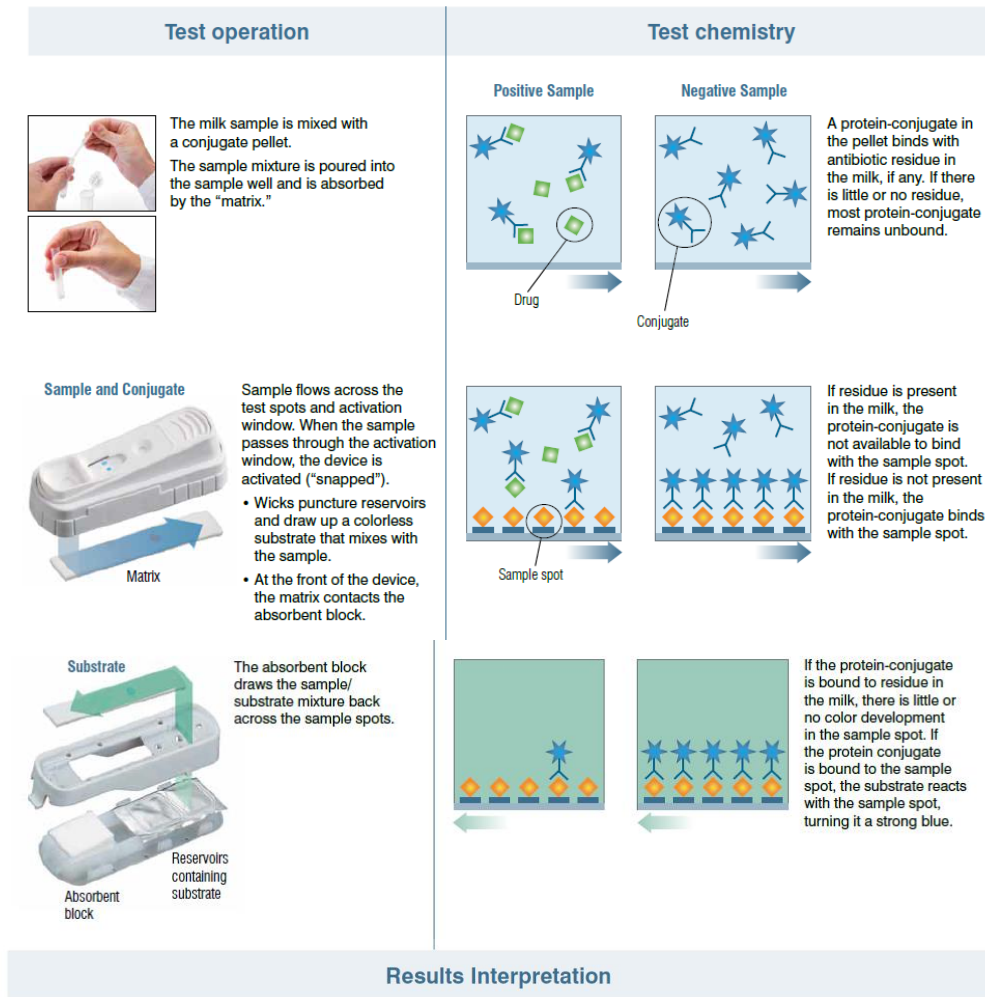 Test operation
Test chemistry
The milk sample is mixed with
a conjugate pellet.
The sample mixture is poured into
the sample well and is absorbed
by the “matrix.”
Positive Sample
Negative Sample
Drug
Conjugate
A protein-conjugate in
the pellet binds with
antibiotic residue in
the milk, if any. If there
is little or no residue,
most protein-conjugate
remains unbound.
Sample and Conjugate
Matrix
Sample flows across the
test spots and activation
window. When the sample
passes through the activation
window, the device is
activated (“snapped”).
• Wicks puncture reservoirs
and draw up a colorless
substrate that mixes with
the sample.
• At the front of the device,
the matrix contacts the
absorbent block.
Sample spot
If residue is present
in the milk, the
protein-conjugate is
not available to bind
with the sample spot.
If residue is not present
in the milk, the
protein-conjugate binds
with the sample spot.
Substrate
Reservoirs
containing
substrate
Absorbent
block
The absorbent block
draws the sample/
substrate mixture back
across the sample spots.
If the protein-conjugate
is bound to residue in
the milk, there is little or
no color development
in the sample spot. If
the protein conjugate
is bound to the sample
spot, the substrate reacts
with the sample spot,
turning it a strong blue.
Results Interpretation